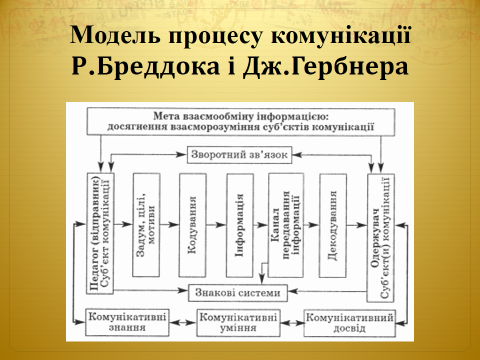 Модель процесу комунікації
Р.Бреддока і Дж.Гербнера
Мета взаємообміну інформацією:
досягнення взаєморозуміння суб'єктів комунікації
Зворотний зв'язок
Педагог (відправник)
Суб'єкт комунікації
Задум, цілі,
мотиви
Кодування
Інформація
Канал
передавання
інформації
Декодування
Одержувач
Суб'єкт(и) комунікації
Знакові системи
Комунікативні
знання
Комунікативні
уміння
Комунікативний
досвід